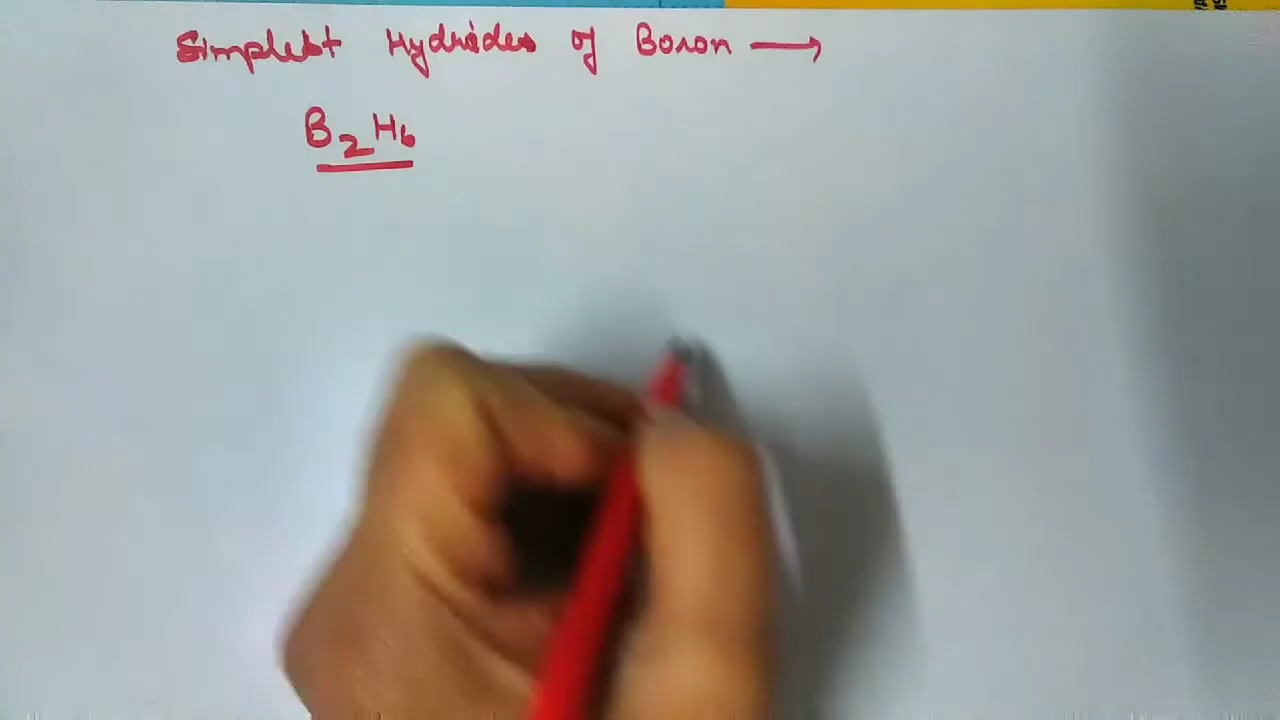 Simplest Hydrides of Boron →
B₂H₆